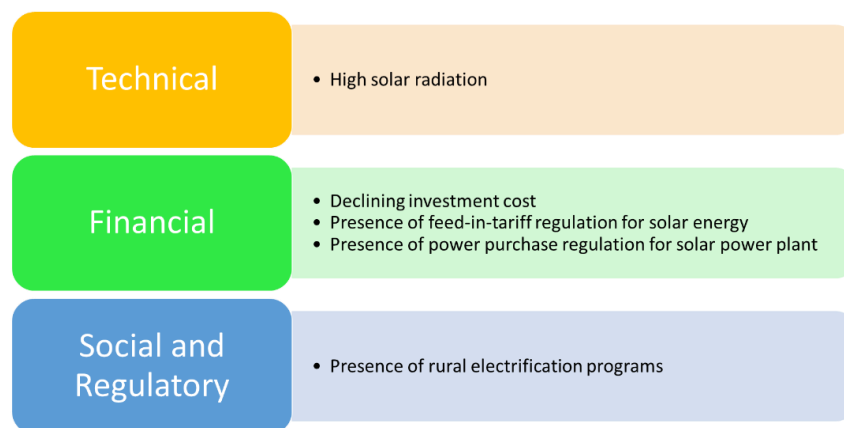 Technical
• High solar radiation
Financial
• Declining investment cost
• Presence of feed-in-tariff regulation for solar energy
• Presence of power purchase regulation for solar power plant
Social and
Regulatory
• Presence of rural electrification programs